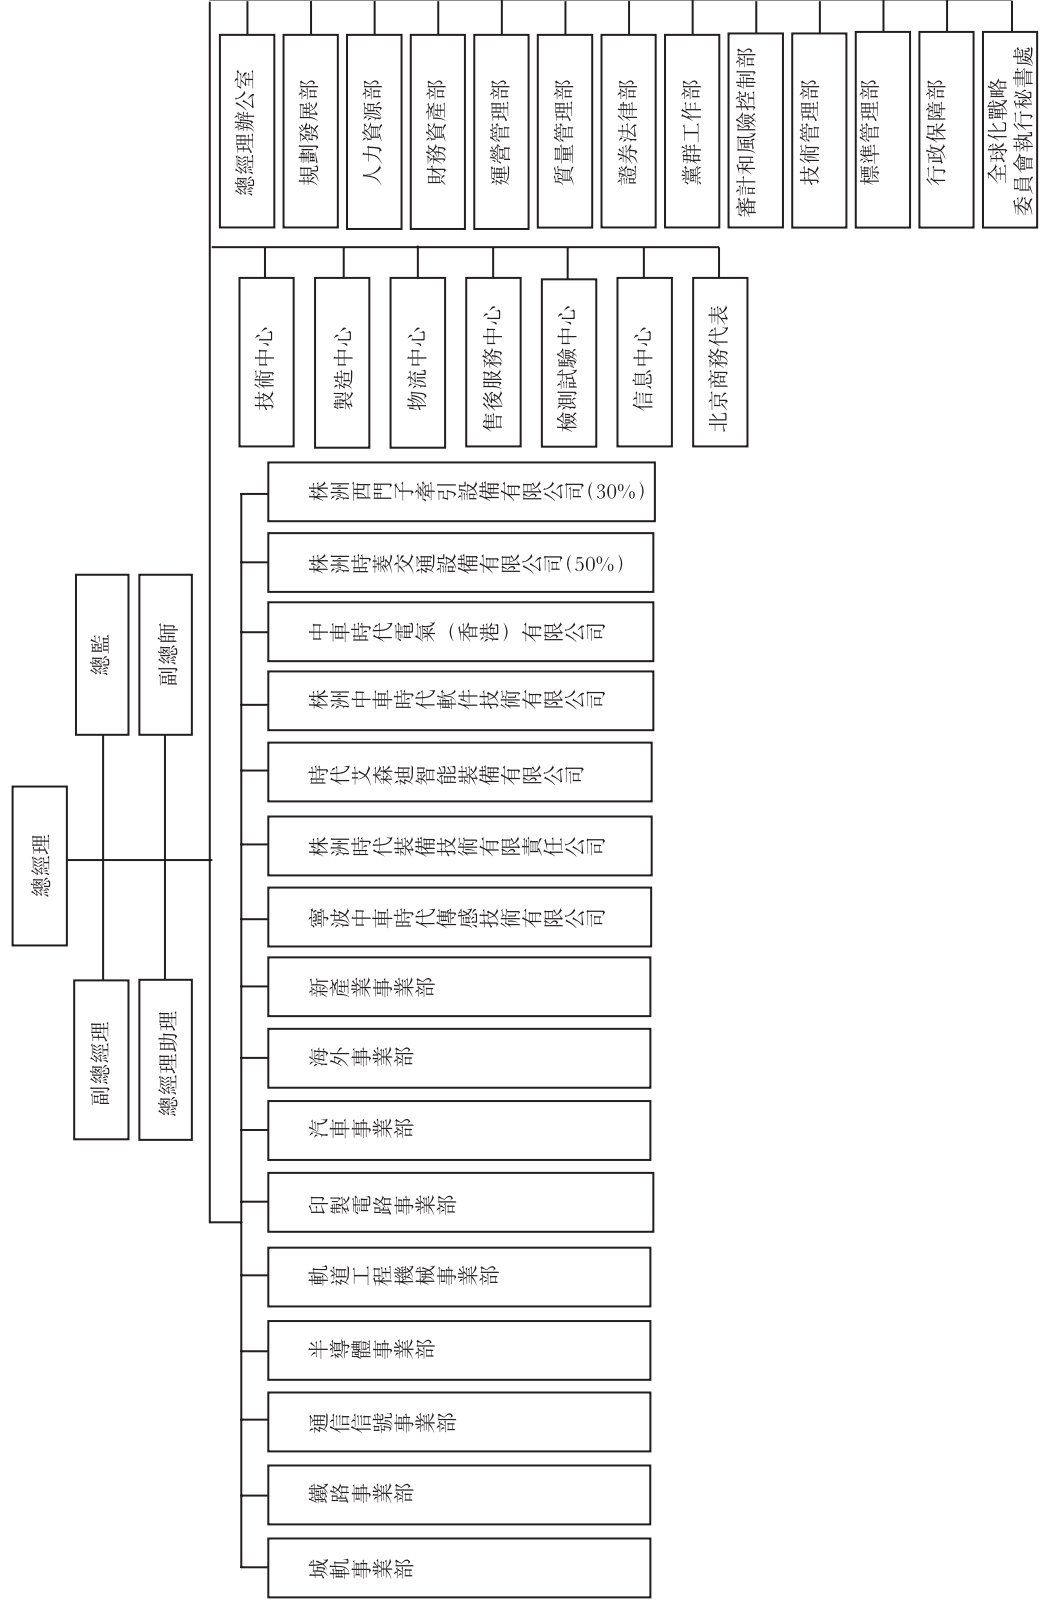 總經理
副總經理
總監
總經理助理
副總師
城軌事業部
鐵路事業部
通信信號事業部
半導體事業部
軌道工程機械事業部
印製電路事業部
汽車事業部
海外事業部
新產業事業部
寧波中車時代傳感技術有限公司
株洲時代裝備技術有限責任公司
時代艾森迪智能裝備有限公司
株洲中車時代軟件技術有限公司
中車時代電氣（香港）有限公司
株洲時菱交通設備有限公司(50%)
株洲西門子牽引設備有限公司(30%)
技術中心
製造中心
物流中心
售後服務中心
檢測試驗中心
信息中心
北京商務代表
總經理辦公室
規劃發展部
人力資源部
財務資產部
運營管理部
質量管理部
證券法律部
黨群工作部
審計和風險控制部
技術管理部
標準管理部
行政保障部
全球化戰略
委員會執行秘書處